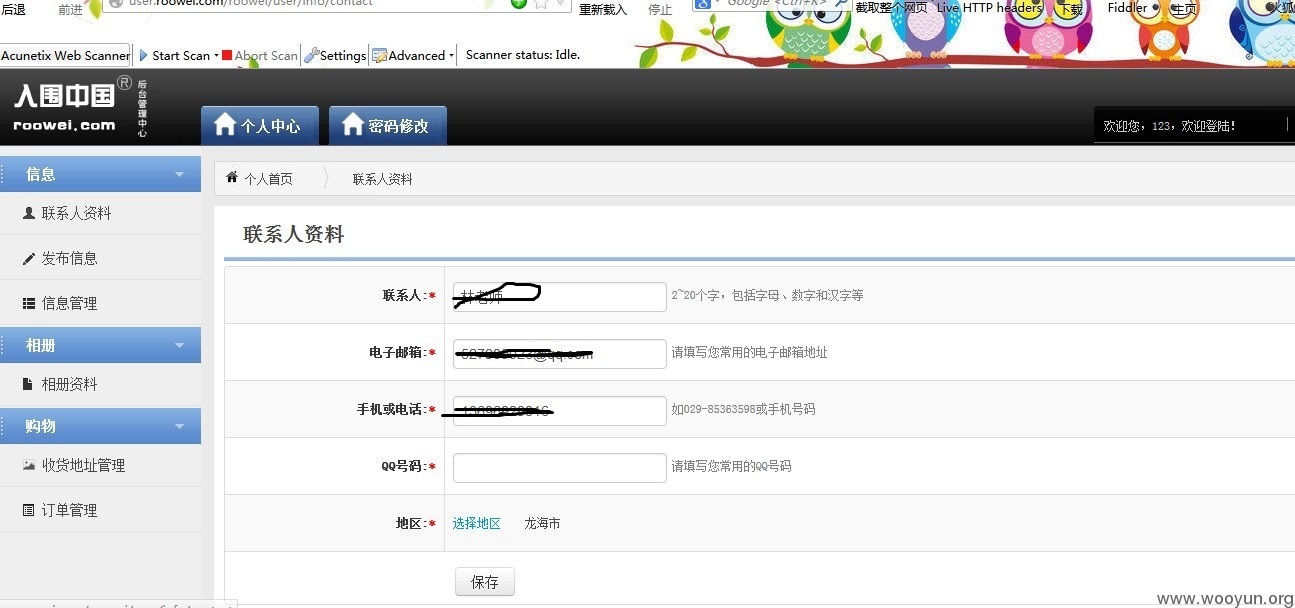 后退 前进 user.roowei.com/roowei/user/info/contact 重新载入 停止 Google <Ctrl+K> 截取整个网页 Live HTTP headers 下载 Fiddler 主页
Acunetix Web Scanner Start Scan Abort Scan Settings Advanced Scanner status: Idle.
入围中国® 后台管理中心
roowei.com
个人中心 密码修改 欢迎您，123，欢迎登陆!
信息
个人首页 联系人资料
联系人资料
发布信息
信息管理
相册
相册资料
购物
收货地址管理
订单管理
联系人资料
联系人:* 2~20个字，包括字母、数字和汉字等
电子邮箱:* 请填写您常用的电子邮箱地址
手机或电话:* 如029-85363598或手机号码
QQ号码:* 请填写您常用的QQ号码
地区:* 选择地区 龙海市
保存
www.wooyun.org